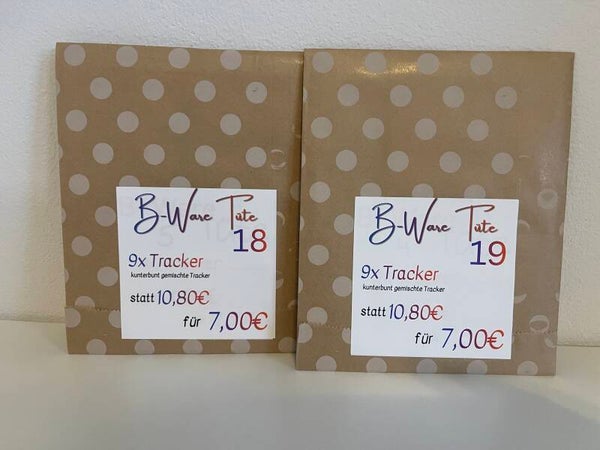 B-Ware Tüte
18
9x Tracker
kunterbunt gemischte Tracker
statt 10,80€
für 7,00€
B-Ware Tüte
19
9x Tracker
kunterbunt gemischte Tracker
statt 10,80€
für 7,00€